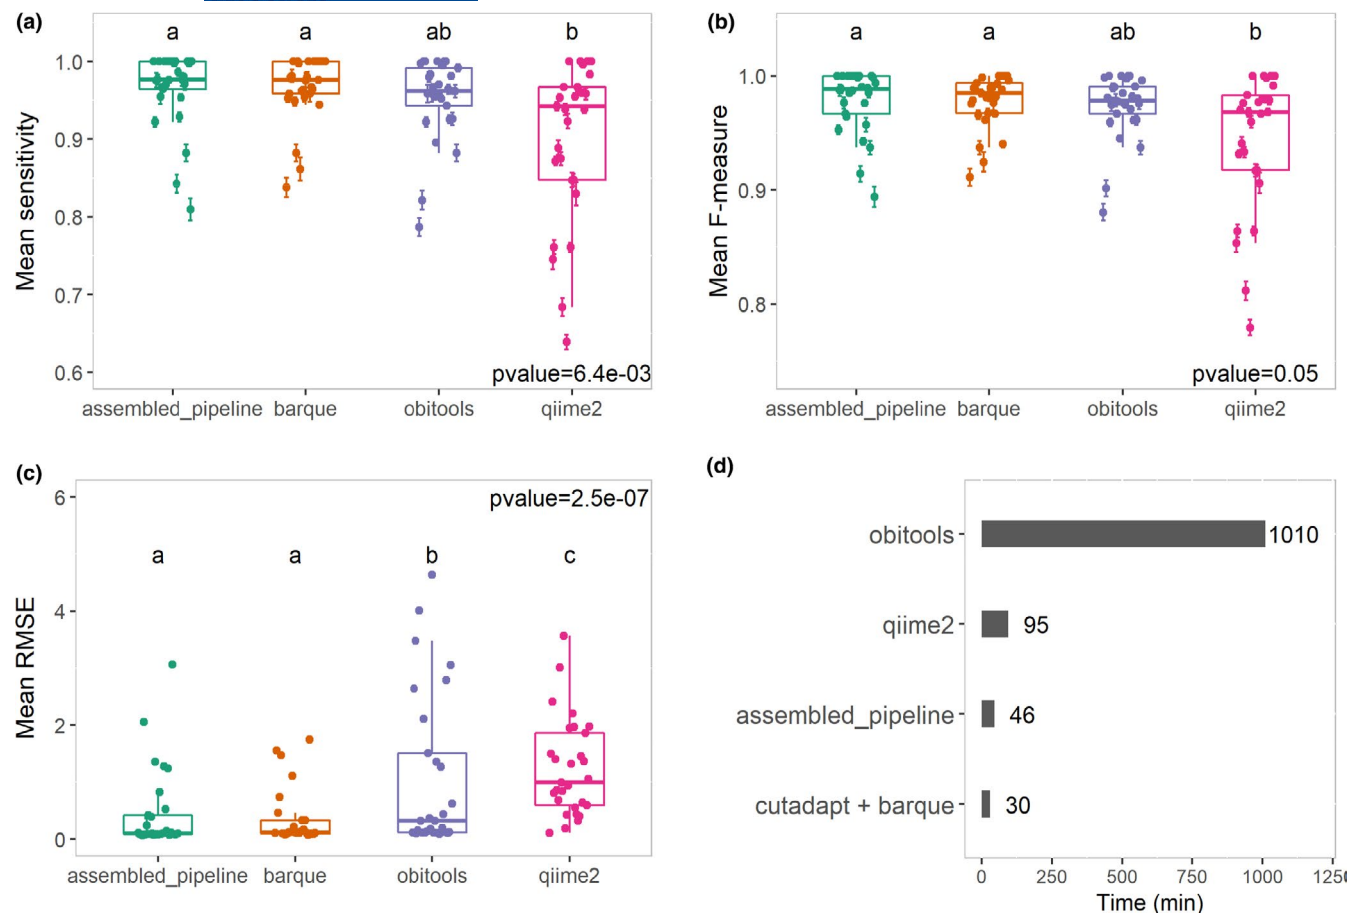 (a)
a a ab b
1.0
0.9
0.8
0.7
0.6
Mean sensitivity
pvalue=6.4e-03
assembled_pipeline barque obitools qiime2
(b)
a a ab b
1.0
0.9
0.8
Mean F-measure
pvalue=0.05
assembled_pipeline barque obitools qiime2
(c)
pvalue=2.5e-07
a a b c
6
4
2
0
Mean RMSE
assembled_pipeline barque obitools qiime2
(d)
obitools 1010
qiime2 95
assembled_pipeline 46
cutadapt + barque 30
0 250 500 750 1000 125
Time (min)